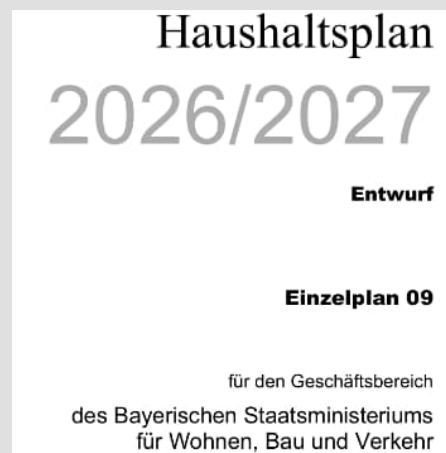 Haushaltsplan
2026/2027
Entwurf
Einzelplan 09
für den Geschäftsbereich
des Bayerischen Staatsministeriums
für Wohnen, Bau und Verkehr